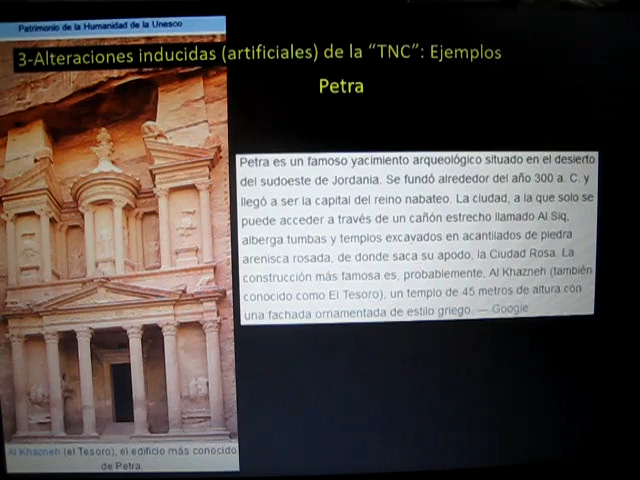 Patrimonio de la Humanidad de la Unesco
3-Alteraciones inducidas (artificiales) de la “TNC”: Ejemplos
Petra
Petra es un famoso yacimiento arqueológico situado en el desierto
del sudoeste de Jordania. Se fundó alrededor del año 300 a. C. y
llegó a ser la capital del reino nabateo. La ciudad, a la que solo se
puede acceder a través de un cañón estrecho llamado Al Siq,
alberga tumbas y templos excavados en acantilados de piedra
arenisca rosada, de donde saca su apodo, la Ciudad Rosa. La
construcción más famosa es, probablemente, Al Khazneh (también
conocido como El Tesoro), un templo de 45 metros de altura con
una fachada ornamentada de estilo griego. — Google
Al Khazneh (el Tesoro), el edificio más conocido
de Petra